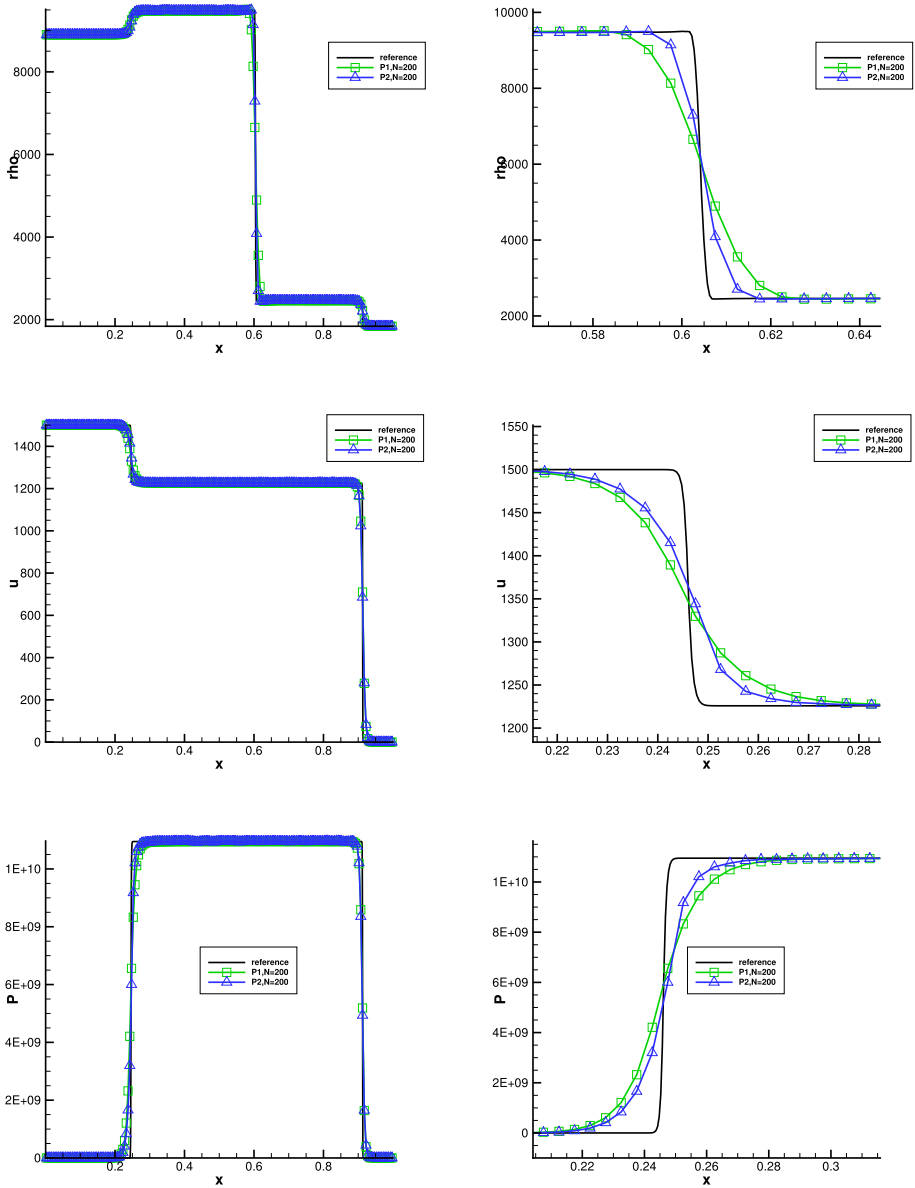 rho
8000
6000
4000
2000
0.2
0.4
0.6
0.8
x
reference
P1,N=200
P2,N=200
rho
10000
8000
6000
4000
2000
0.58
0.6
0.62
0.64
x
reference
P1,N=200
P2,N=200
u
1400
1200
1000
800
600
400
200
0
0.2
0.4
0.6
0.8
x
reference
P1,N=200
P2,N=200
u
1550
1500
1450
1400
1350
1300
1250
1200
0.22
0.23
0.24
0.25
0.26
0.27
0.28
x
reference
P1,N=200
P2,N=200
P
1E+10
8E+09
6E+09
4E+09
2E+09
0
0.2
0.4
0.6
0.8
x
reference
P1,N=200
P2,N=200
P
1E+10
8E+09
6E+09
4E+09
2E+09
0
0.22
0.24
0.26
0.28
0.3
x
reference
P1,N=200
P2,N=200